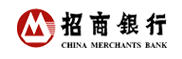 招商银行
CHINA MERCHANTS BANK